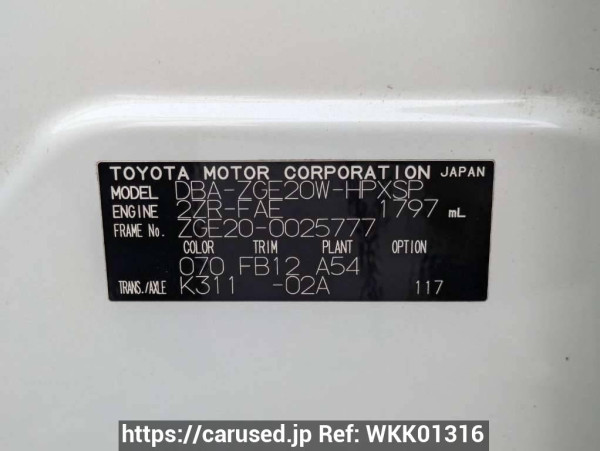 TOYOTA MOTOR CORPORATION JAPAN
MODEL DBA-ZGE20W-HPXSP
ENGINE 2ZR-FAE 1797 mL
FRAME No. ZGE20-0025777
COLOR TRIM PLANT OPTION
070 FB12 A54
TRANS./AXLE K311 -02A 117
https://carused.jp Ref: WKK01316